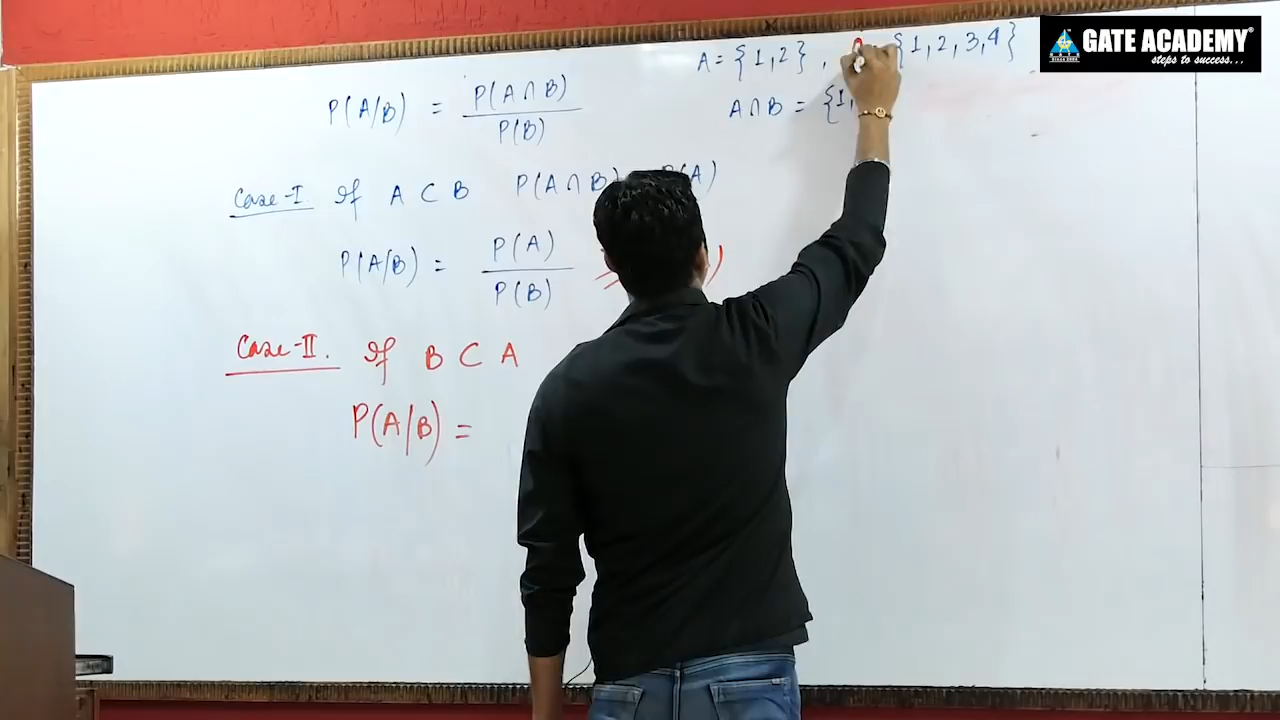 A = {1,2} , {1,2,3,4}
A∩B = {1,
P(A/B) = P(A∩B) / P(B)
Case-I If A ⊂ B P(A∩B) P(A)
P(A/B) = P(A) / P(B)
Case-II. If B ⊂ A
P(A/B) =
GATE ACADEMY®
steps to success...